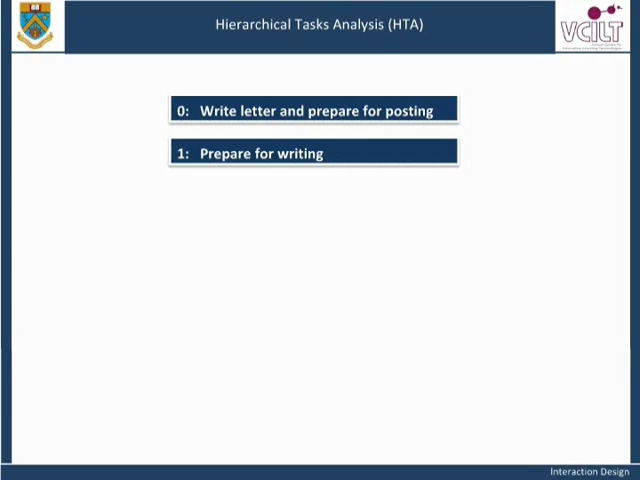 Hierarchical Tasks Analysis (HTA)
VCILT
0: Write letter and prepare for posting
1: Prepare for writing
Interaction Design